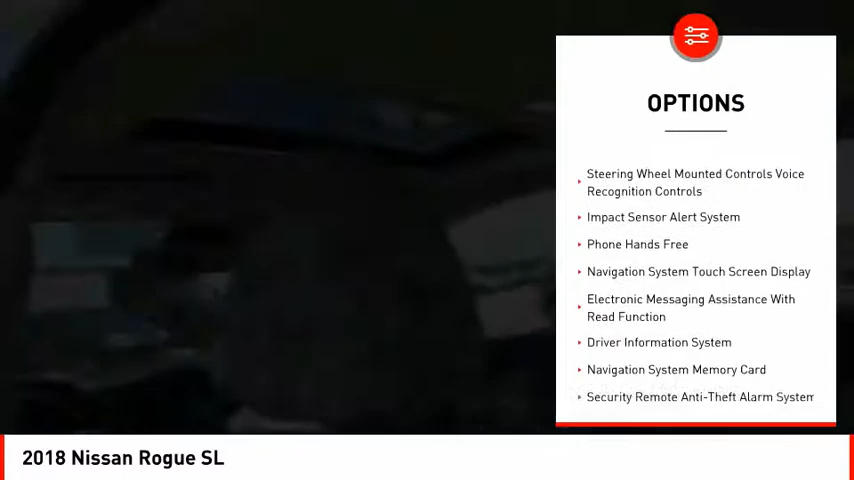 OPTIONS
Steering Wheel Mounted Controls Voice
Recognition Controls
Impact Sensor Alert System
Phone Hands Free
Navigation System Touch Screen Display
Electronic Messaging Assistance With
Read Function
Driver Information System
Navigation System Memory Card
Security Remote Anti-Theft Alarm System
2018 Nissan Rogue SL